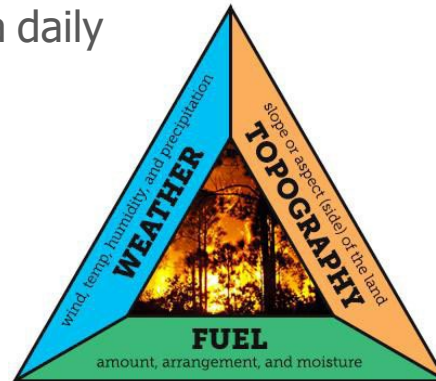 daily
wind, temp, humidity, and precipitation
WEATHER
slope or aspect (side) of the land
TOPOGRAPHY
FUEL
amount, arrangement, and moisture